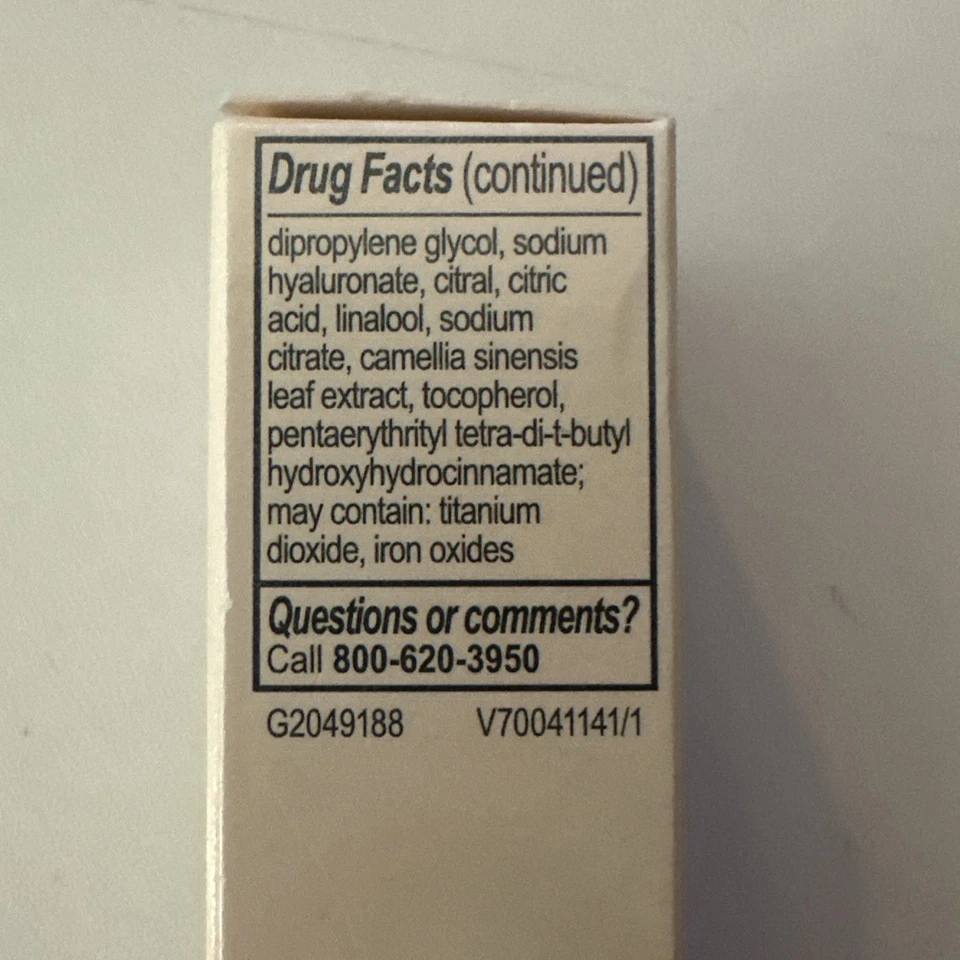 Drug Facts (continued)
dipropylene glycol, sodium
hyaluronate, citral, citric
acid, linalool, sodium
citrate, camellia sinensis
leaf extract, tocopherol,
pentaerythrityl tetra-di-t-butyl
hydroxyhydrocinnamate;
may contain: titanium
dioxide, iron oxides
Questions or comments?
Call 800-620-3950
G2049188 V70041141/1